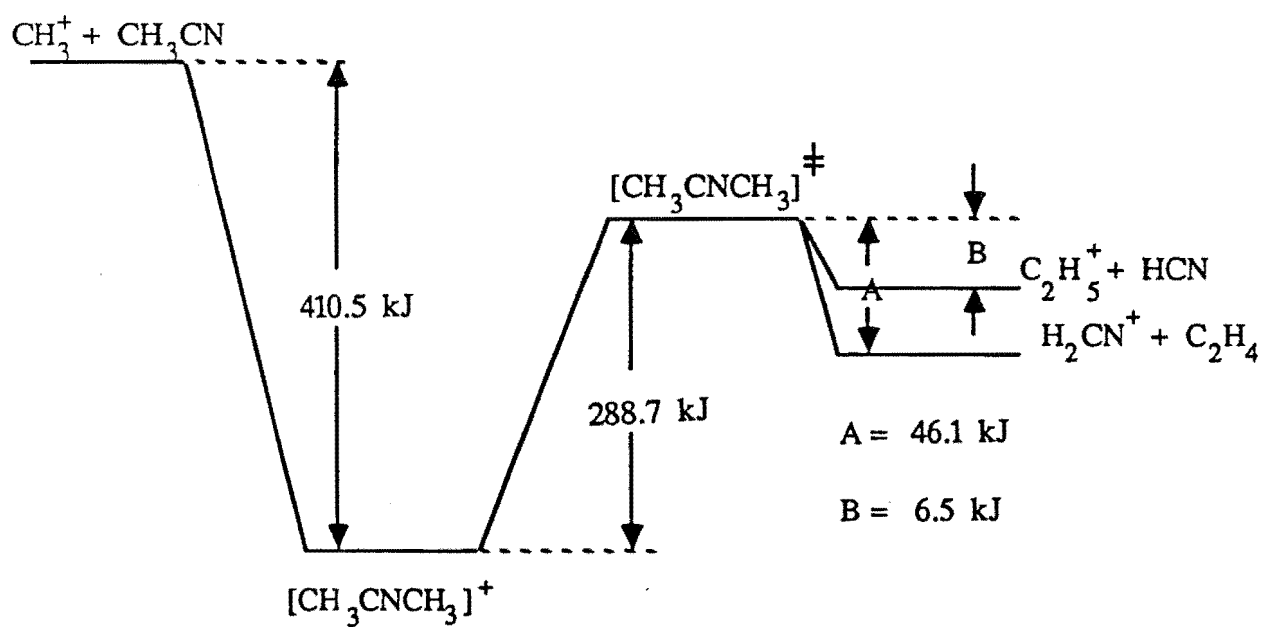 CH₃⁺ + CH₃CN
[CH₃CNCH₃]‡
B
C₂H₅⁺ + HCN
A
410.5 kJ
H₂CN⁺ + C₂H₄
288.7 kJ
A = 46.1 kJ
B = 6.5 kJ
[CH₃CNCH₃]⁺